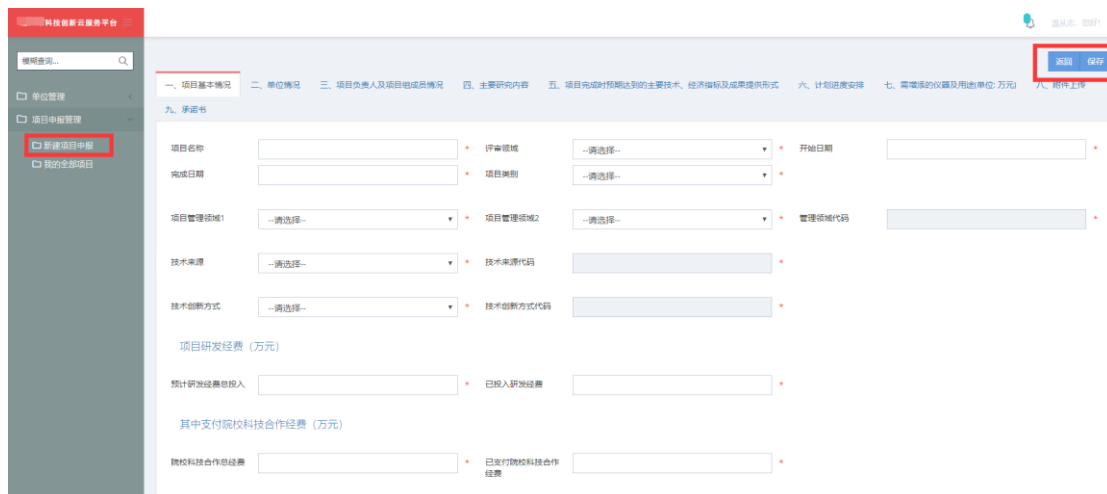 科技创新云服务平台
模糊查询...
返回 保存
一、项目基本情况 二、单位情况 三、项目负责人及项目组成员情况 四、主要研究内容 五、项目完成时预期达到的主要技术、经济指标及成果提供形式 六、计划进度安排 七、需增添的仪器及用途(单位:万元) 八、附件上传
九、承诺书
单位管理
项目申报管理
新建项目申报
我的全部项目
项目名称 * 评审领域 --请选择-- * 开始日期 *
完成日期 * 项目类别 --请选择-- *
项目管理领域1 --请选择-- * 项目管理领域2 --请选择-- * 管理领域代码 *
技术来源 --请选择-- * 技术来源代码 *
技术创新方式 --请选择-- * 技术创新方式代码 *
项目研发经费（万元）
预计研发经费总投入 * 已投入研发经费 *
其中支付院校科技合作经费（万元）
院校科技合作总经费 * 已支付院校科技合作
经费 *